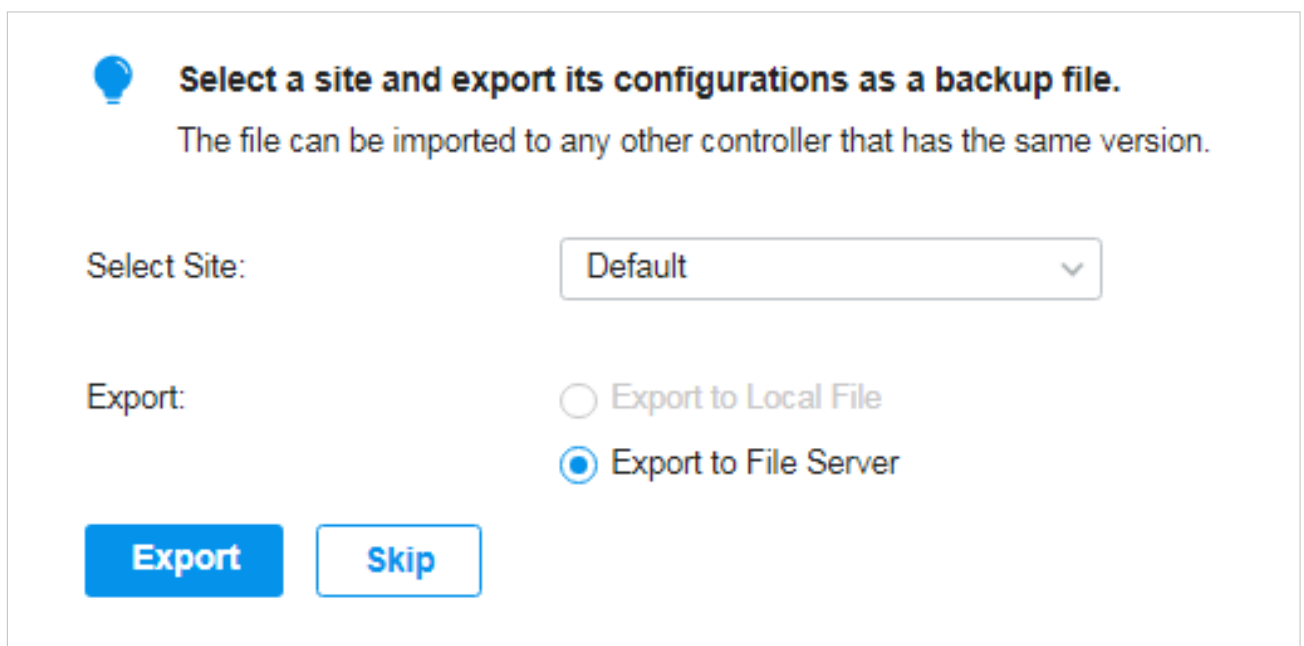 Select a site and export its configurations as a backup file.
The file can be imported to any other controller that has the same version.
Select Site:
Default
Export:
Export to Local File
Export to File Server
Export
Skip